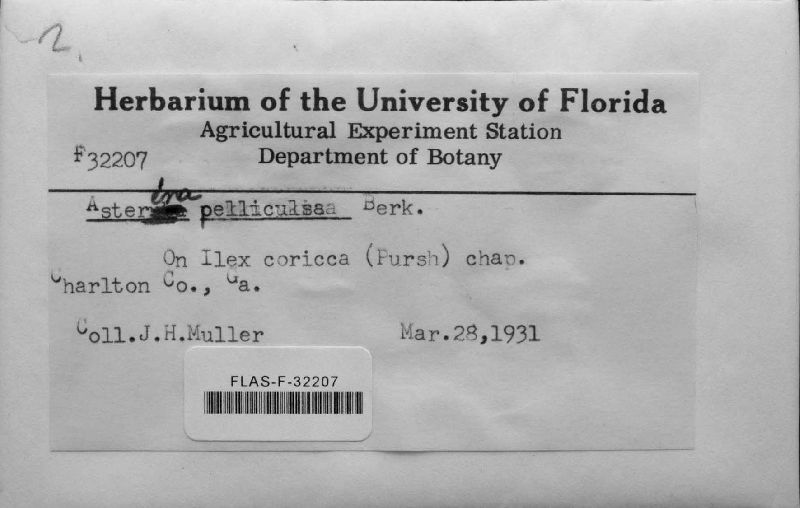 2,
Herbarium of the University of Florida
Agricultural Experiment Station
F32207 Department of Botany
Asterina pelliculssa Berk.
On Ilex coricca (Pursh) chap.
Charlton Co., Ga.
Coll.J.H.Muller Mar.28,1931
FLAS-F-32207